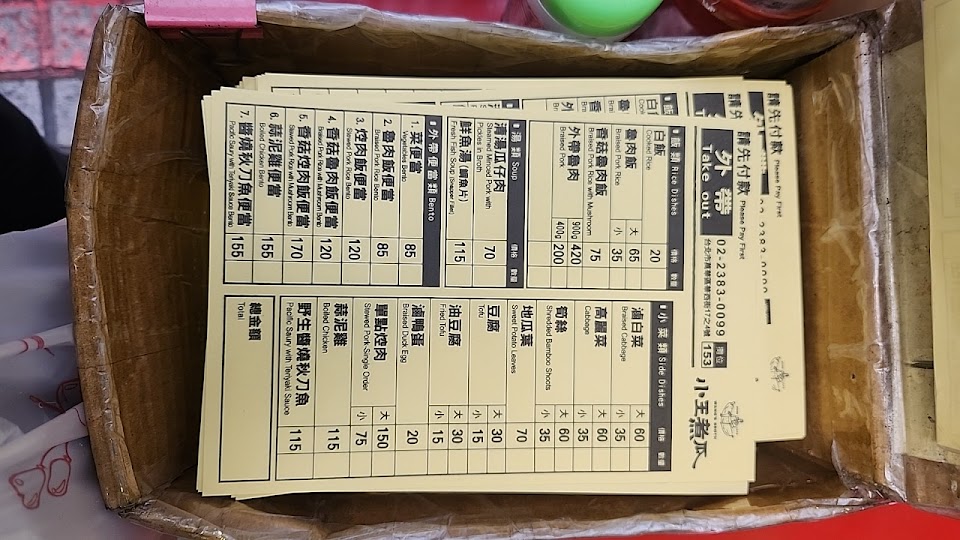 請先付款 Please Pay First
外帶
Take out
02-2383-0099
台北市萬華區華西街17之4號
攤位
153
小王煮瓜
飯類 Rice Dishes 價格 數量
白飯 20
Cooked Rice
魯肉飯 大 65
Braised Pork Rice 小 35
香菇魯肉飯 75
Braised Pork Rice with Mushroom
外帶魯肉 900g 420
Braised Pork 400g 200
湯類 Soup 價格 數量
清湯瓜仔肉 70
Steamed Minced Pork with
Pickles in Broth
鮮魚湯(鯛魚片) 115
Fresh Fish Soup (Snapper Fillet)
外帶便當類 Bento
1. 菜便當 85
Vegetables Bento
2. 魯肉飯便當 85
Braised Pork Rice Bento
3. 焢肉飯便當 120
Stewed Pork Rice Bento
4. 香菇魯肉飯便當 120
Braised Pork Rice with Mushroom Bento
5. 香菇焢肉飯便當 170
Stewed Pork Rice with Mushroom Bento
6. 蒜泥雞便當 155
Boiled Chicken Bento
7. 醬燒秋刀魚便當 155
Pacific Saury with Teriyaki Sauce Bento
小菜類 Side Dishes 價格 數量
滷白菜 大 60
Braised Cabbage 小 35
高麗菜 大 60
Cabbage 小 35
筍絲 大 60
Shredded Bamboo Shoots 小 35
地瓜葉 70
Sweet Potato Leaves
豆腐 大 30
Tofu 小 15
油豆腐 大 30
Fried Tofu 小 15
滷鴨蛋 20
Braised Duck Egg
單點焢肉 大 150
Stewed Pork-Single Order 小 75
蒜泥雞 115
Boiled Chicken
野生醬燒秋刀魚 115
Pacific Saury with Teriyaki Sauce
總金額
Total